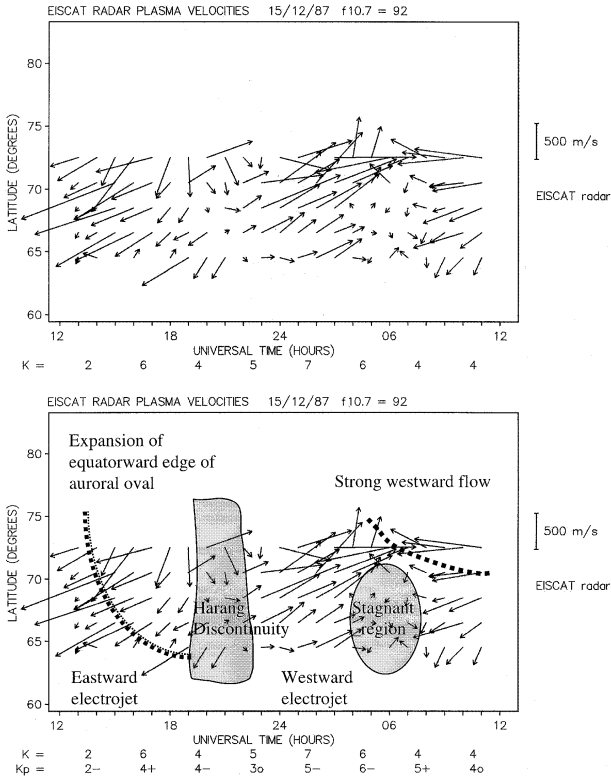 EISCAT RADAR PLASMA VELOCITIES 15/12/87 f10.7 = 92
80
75
70
65
60
LATITUDE (DEGREES)
500 m/s
EISCAT radar
12 18 24 06 12
UNIVERSAL TIME (HOURS)
K = 2 6 4 5 7 6 4 4
EISCAT RADAR PLASMA VELOCITIES 15/12/87 f10.7 = 92
Expansion of
equatorward edge of
auroral oval
Strong westward flow
80
75
70
65
60
LATITUDE (DEGREES)
500 m/s
EISCAT radar
Harang
Discontinuity
Stagnant
region
Eastward
electrojet
Westward
electrojet
12 18 24 06 12
UNIVERSAL TIME (HOURS)
K = 2 6 4 5 7 6 4 4
Kp = 2- 4+ 4- 3o 5- 6- 5+ 4o